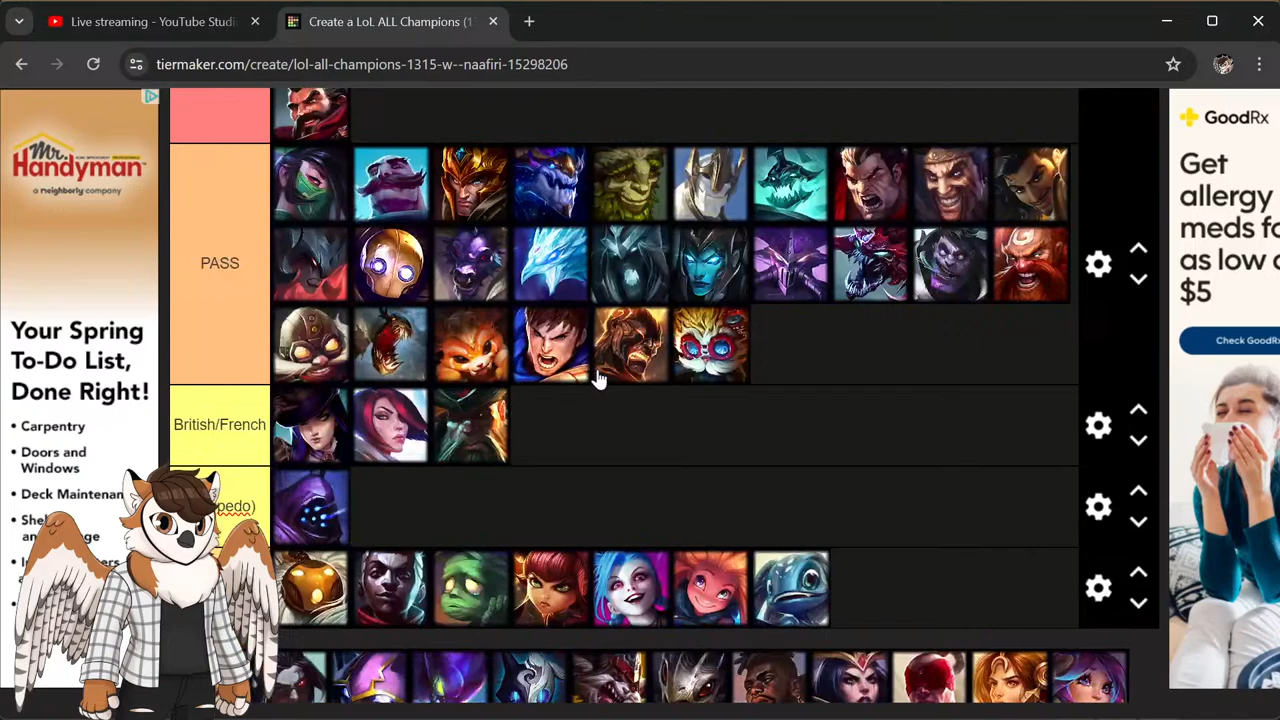 Live streaming - YouTube Studi
Create a LoL ALL Champions (1
tiermaker.com/create/lol-all-champions-1315-w--naafiri-15298206
Mr.
HANDYMAN
a neighborly company
Your Spring
To-Do List,
Done Right!
• Carpentry
• Doors and
Windows
• Deck Maintenan
PASS
British/French
pedo)
GoodRx
Get
allergy
meds fo
as low a
$5
Check GoodRx